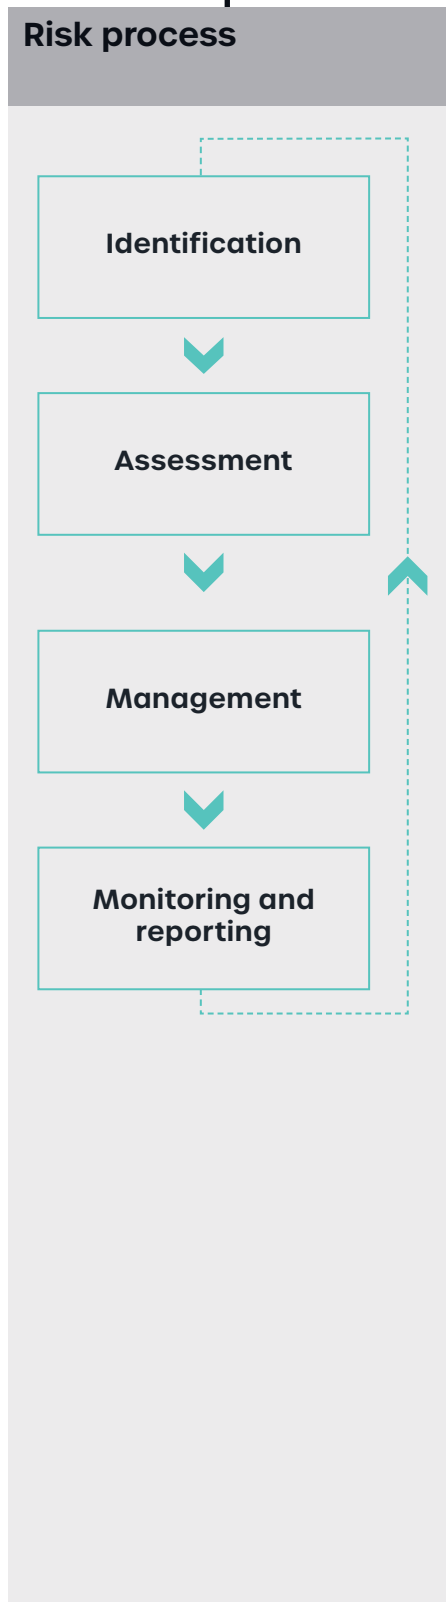 Risk process
Identification
Assessment
Management
Monitoring and
reporting